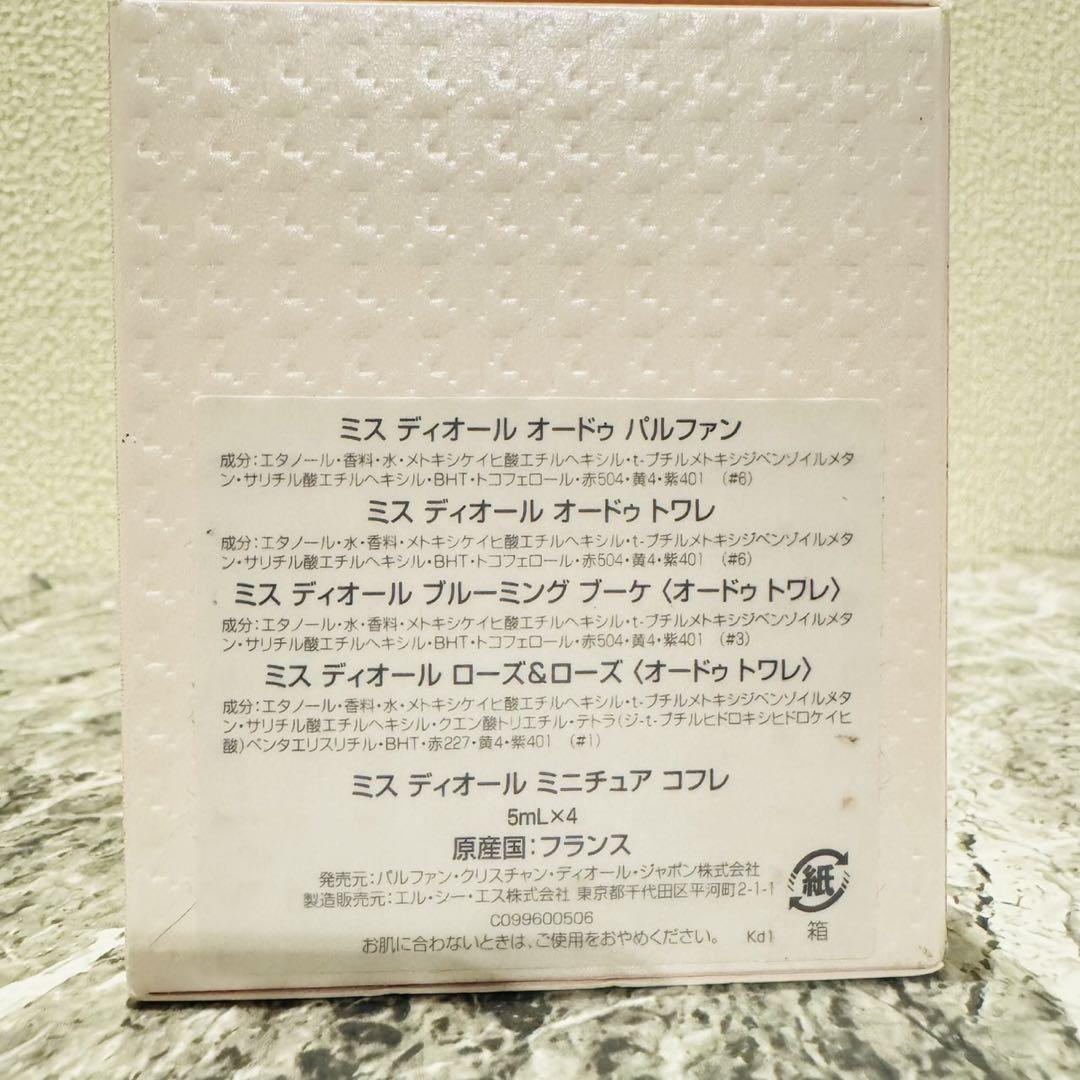 ミス ディオール オードゥ パルファン
成分:エタノール・香料・水・メトキシケイヒ酸エチルヘキシル・t-ブチルメトキシジベンゾイルメタ
ン・サリチル酸エチルヘキシル・BHT・トコフェロール・赤504・黄4・紫401 (#6)
ミス ディオール オードゥ トワレ
成分:エタノール・水・香料・メトキシケイヒ酸エチルヘキシル・t-ブチルメトキシジベンゾイルメタ
ン・サリチル酸エチルヘキシル・BHT・トコフェロール・赤504・黄4・紫401 (#6)
ミス ディオール ブルーミング ブーケ〈オードゥ トワレ〉
成分:エタノール・水・香料・メトキシケイヒ酸エチルヘキシル・t-ブチルメトキシジベンゾイルメタ
ン・サリチル酸エチルヘキシル・BHT・トコフェロール・赤504・黄4・紫401 (#3)
ミス ディオール ローズ&ローズ〈オードゥ トワレ〉
成分:エタノール・香料・水・メトキシケイヒ酸エチルヘキシル・t-ブチルメトキシジベンゾイルメタ
ン・サリチル酸エチルヘキシル・クエン酸トリエチル・テトラ(ジ-t-ブチルヒドロキシヒドロケイヒ
酸)ペンタエリスリチル・BHT・赤227・黄4・紫401 (#1)
ミス ディオール ミニチュア コフレ
5mL×4
原産国:フランス
発売元:パルファン・クリスチャン・ディオール・ジャポン株式会社
製造販売元:エル・シー・エス株式会社 東京都千代田区平河町2-1-1
C099600506
お肌に合わないときは、ご使用をおやめください。 Kd1
紙
箱